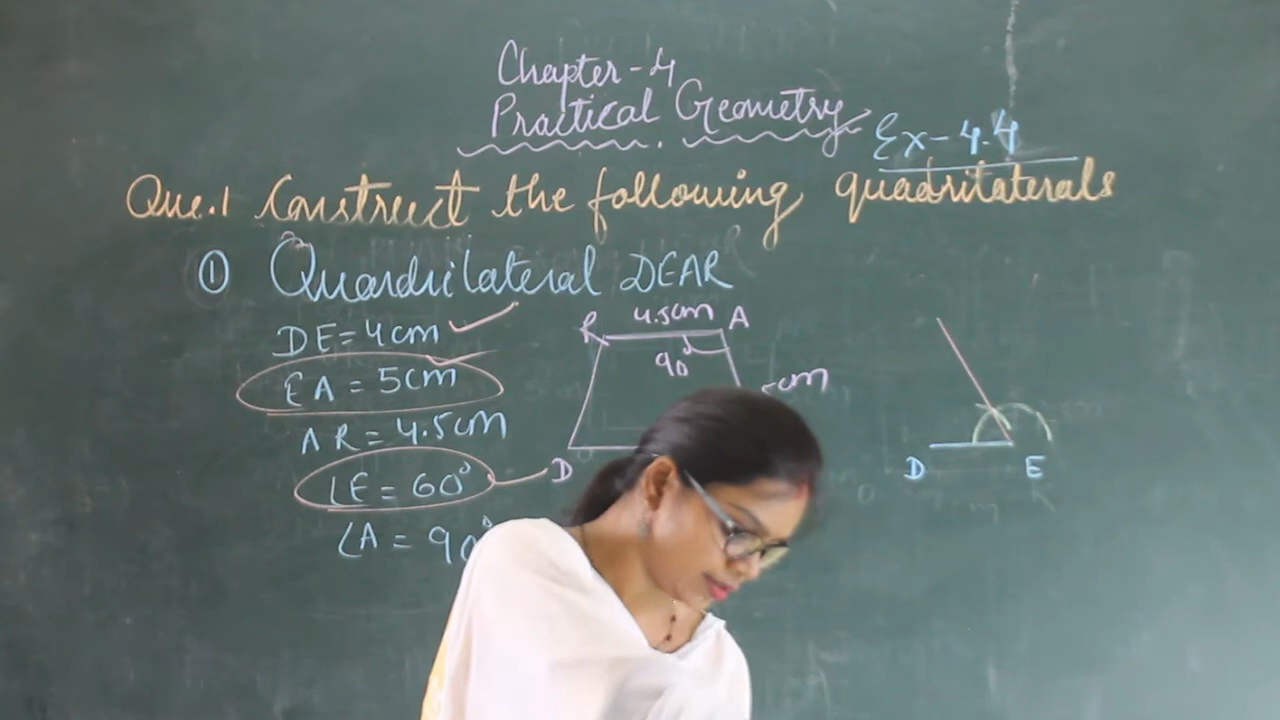 Chapter-4
Practical Geometry
Ex-4.4
Que.1 Construct the following quadrilaterals
① Quardrilateral DEAR
DE = 4cm
EA = 5cm
AR = 4.5cm
∠E = 60°
∠A = 90°
4.5cm
R A
90°
cm
D
D E